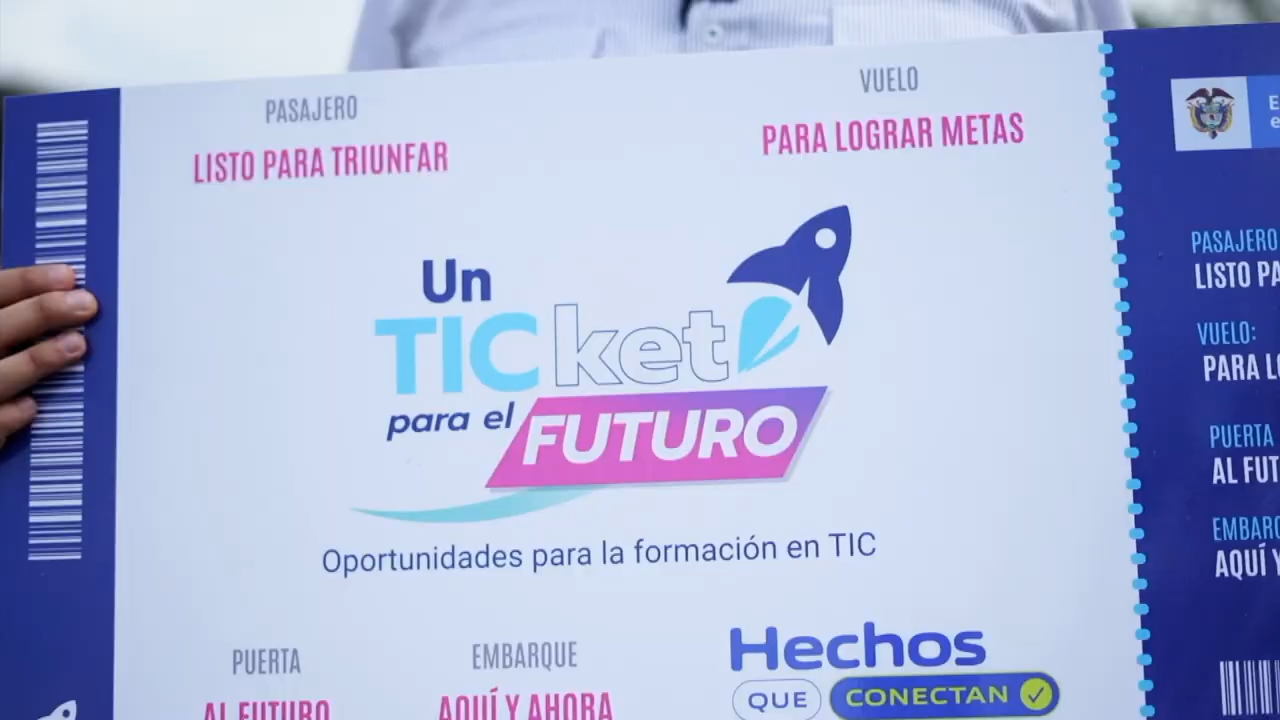 PASAJERO
LISTO PARA TRIUNFAR
VUELO
PARA LOGRAR METAS
Un
TICket
para el FUTURO
Oportunidades para la formación en TIC
PUERTA
AL FUTURO
EMBARQUE
AQUÍ Y AHORA
Hechos
QUE CONECTAN
PASAJERO
LISTO PA
VUELO:
PARA LO
PUERTA
AL FUT
EMBARQ
AQUÍ Y